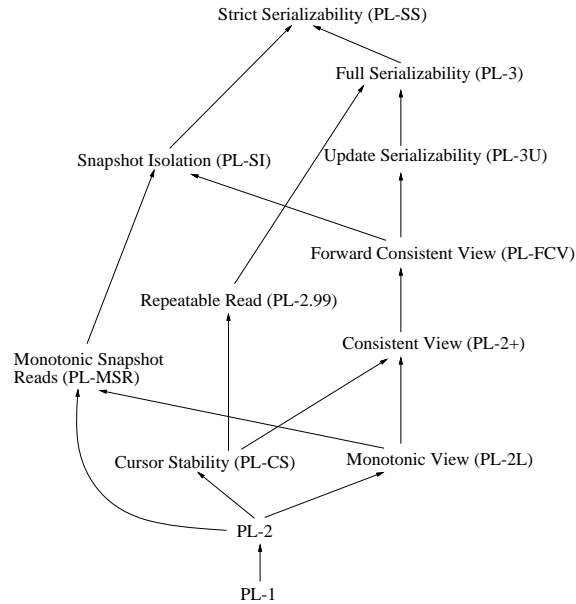 Strict Serializability (PL-SS)
Full Serializability (PL-3)
Snapshot Isolation (PL-SI)
Update Serializability (PL-3U)
Forward Consistent View (PL-FCV)
Repeatable Read (PL-2.99)
Consistent View (PL-2+)
Monotonic Snapshot
Reads (PL-MSR)
Cursor Stability (PL-CS)
Monotonic View (PL-2L)
PL-2
PL-1